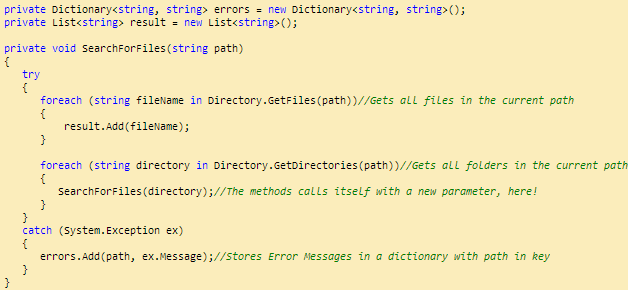 private Dictionary<string, string> errors = new Dictionary<string, string>();
private List<string> result = new List<string>();

private void SearchForFiles(string path)
{
   try
   {
      foreach (string fileName in Directory.GetFiles(path))//Gets all files in the current path
      {
          result.Add(fileName);
      }

      foreach (string directory in Directory.GetDirectories(path))//Gets all folders in the current path
      {
         SearchForFiles(directory);//The methods calls itself with a new parameter, here!
      }
   }
   catch (System.Exception ex)
   {
      errors.Add(path, ex.Message);//Stores Error Messages in a dictionary with path in key
   }
}